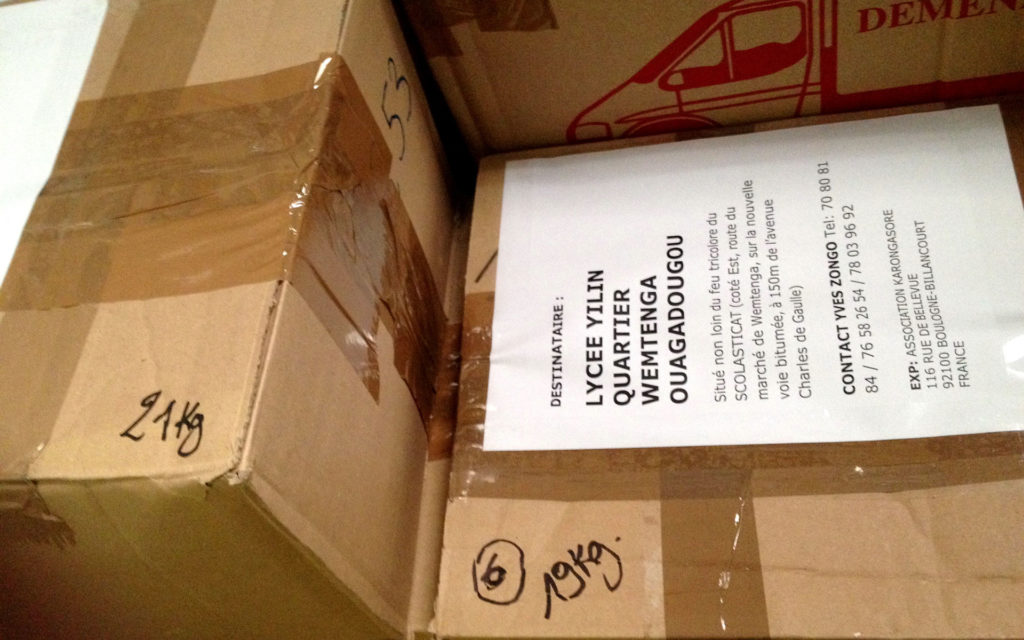 DEMEN
53
DESTINATAIRE :
LYCEE YILIN
QUARTIER
WEMTENGA
OUAGADOUGOU
Situé non loin du feu tricolore du
SCOLASTICAT (coté Est, route du
marché de Wemtenga, sur la nouvelle
voie bitumée, à 150m de l'avenue
Charles de Gaulle)
CONTACT YVES ZONGO Tel: 70 80 81
84 / 76 58 26 54 / 78 03 96 92
EXP: ASSOCIATION KARONGASORE
116 RUE DE BELLEVUE
92100 BOULOGNE-BILLANCOURT
FRANCE
21Kg
6
19Kg.